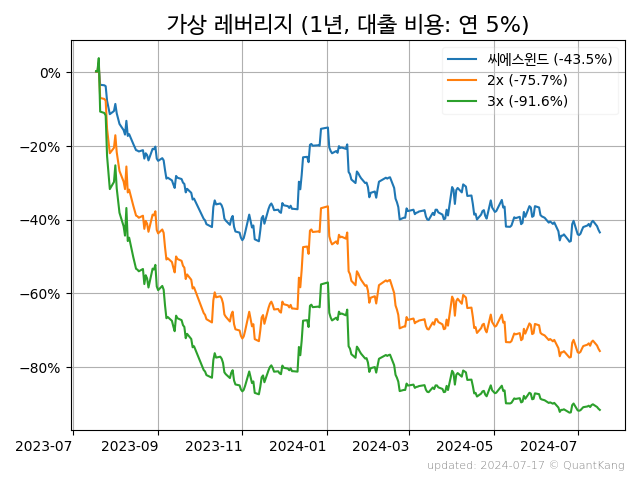 가상 레버리지 (1년, 대출 비용: 연 5%)
씨에스윈드 (-43.5%)
2x (-75.7%)
3x (-91.6%)
0%
−20%
−40%
−60%
−80%
2023-07 2023-09 2023-11 2024-01 2024-03 2024-05 2024-07
updated: 2024-07-17 © QuantKang